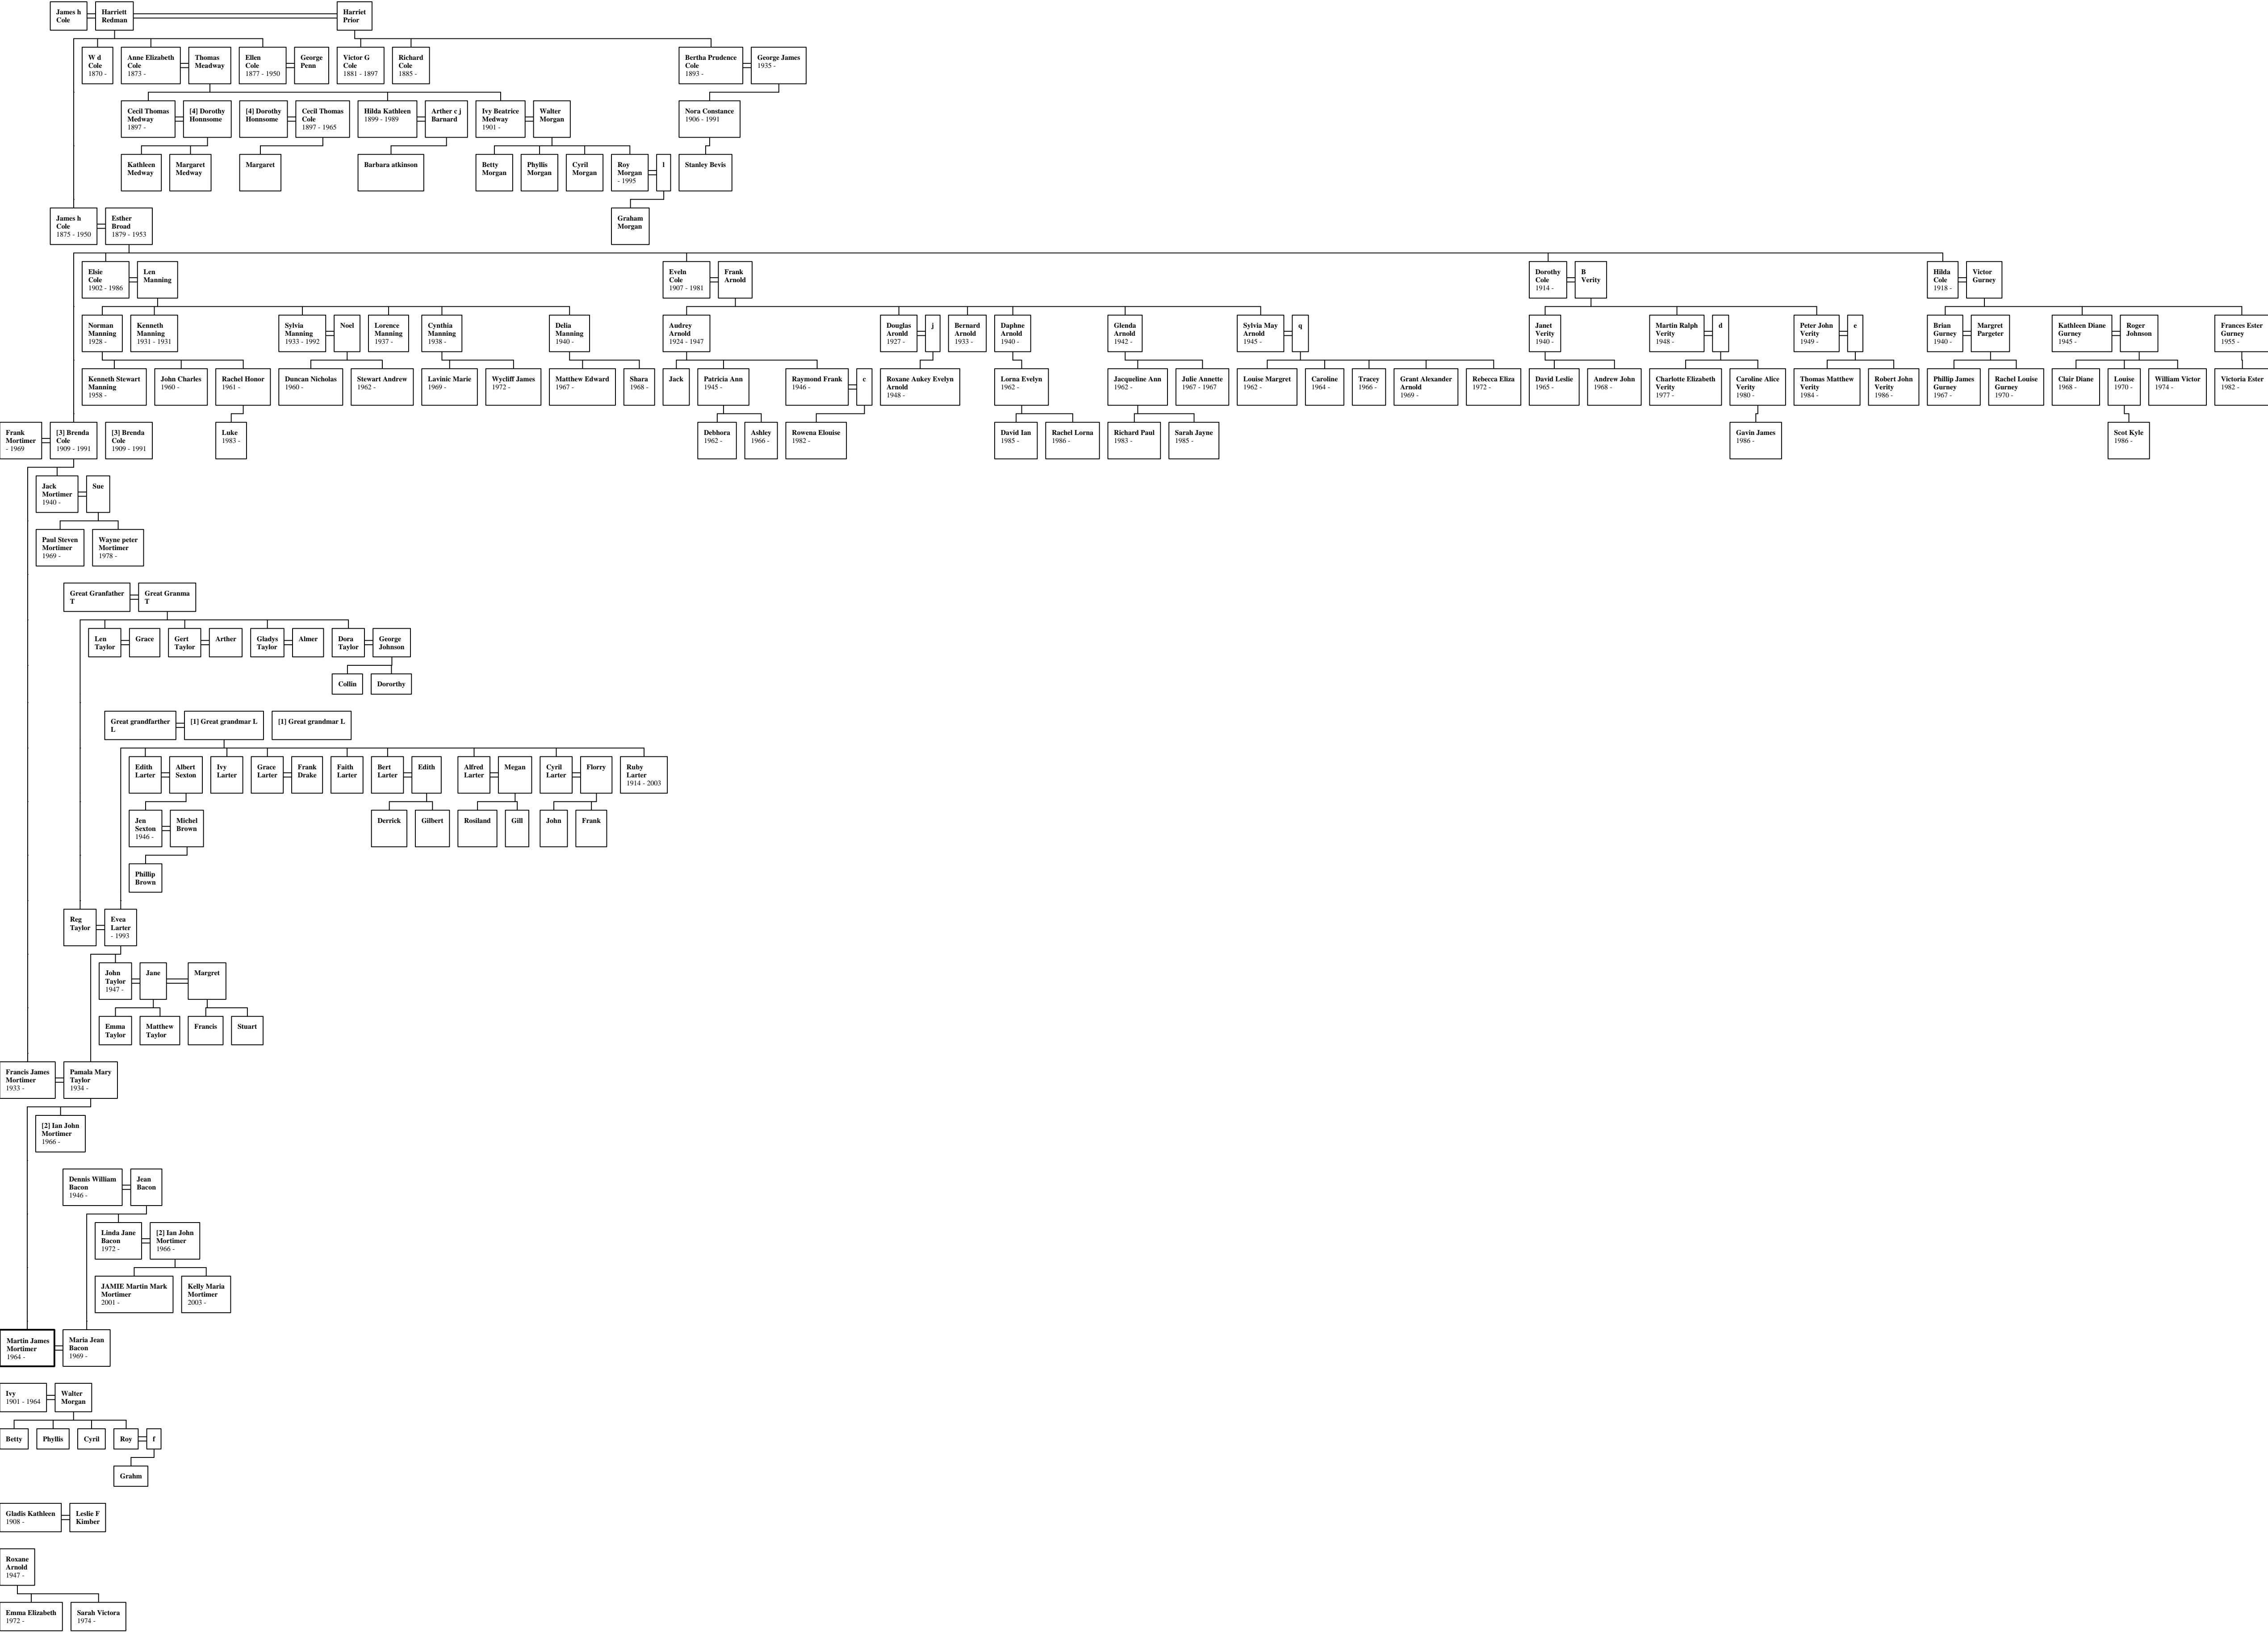 James h
Cole
Harriett
Redman
Harriet
Prior
W d
Cole
1870 -
Anne Elizabeth
Cole
1873 -
Thomas
Meadway
Ellen
Cole
1877 - 1950
George
Penn
Victor G
Cole
1881 - 1897
Richard
Cole
1885 -
Bertha Prudence
Cole
1893 -
George James
1935 -
Cecil Thomas
Medway
1897 -
[4] Dorothy
Honnsome
[4] Dorothy
Honnsome
Cecil Thomas
Cole
1897 - 1965
Hilda Kathleen
1899 - 1989
Arther c j
Barnard
Ivy Beatrice
Medway
1901 -
Walter
Morgan
Nora Constance
1906 - 1991
Kathleen
Medway
Margaret
Medway
Margaret
Barbara atkinson
Betty
Morgan
Phyllis
Morgan
Cyril
Morgan
Roy
Morgan
- 1995
l
Stanley Bevis
James h
Cole
1875 - 1950
Esther
Broad
1879 - 1953
Graham
Morgan
Elsie
Cole
1902 - 1986
Len
Manning
Eveln
Cole
1907 - 1981
Frank
Arnold
Dorothy
Cole
1914 -
B
Verity
Hilda
Cole
1918 -
Victor
Gurney
Norman
Manning
1928 -
Kenneth
Manning
1931 - 1931
Sylvia
Manning
1933 - 1992
Noel
Lorence
Manning
1937 -
Cynthia
Manning
1938 -
Delia
Manning
1940 -
Audrey
Arnold
1924 - 1947
Douglas
Aronld
1927 -
j
Bernard
Arnold
1933 -
Daphne
Arnold
1940 -
Glenda
Arnold
1942 -
Sylvia May
Arnold
1945 -
q
Janet
Verity
1940 -
Martin Ralph
Verity
1948 -
d
Peter John
Verity
1949 -
e
Brian
Gurney
1940 -
Margret
Pargeter
Kathleen Diane
Gurney
1945 -
Roger
Johnson
Frances Ester
Gurney
1955 -
Kenneth Stewart
Manning
1958 -
John Charles
1960 -
Rachel Honor
1961 -
Duncan Nicholas
1960 -
Stewart Andrew
1962 -
Lavinic Marie
1969 -
Wycliff James
1972 -
Matthew Edward
1967 -
Shara
1968 -
Jack
Patricia Ann
1945 -
Raymond Frank
1946 -
c
Roxane Aukey Evelyn
Arnold
1948 -
Lorna Evelyn
1962 -
Jacqueline Ann
1962 -
Julie Annette
1967 - 1967
Louise Margret
1962 -
Caroline
1964 -
Tracey
1966 -
Grant Alexander
Arnold
1969 -
Rebecca Eliza
1972 -
David Leslie
1965 -
Andrew John
1968 -
Charlotte Elizabeth
Verity
1977 -
Caroline Alice
Verity
1980 -
Thomas Matthew
Verity
1984 -
Robert John
Verity
1986 -
Phillip James
Gurney
1967 -
Rachel Louise
Gurney
1970 -
Clair Diane
1968 -
Louise
1970 -
William Victor
1974 -
Victoria Ester
1982 -
Frank
Mortimer
- 1969
[3] Brenda
Cole
1909 - 1991
[3] Brenda
Cole
1909 - 1991
Luke
1983 -
Debhora
1962 -
Ashley
1966 -
Rowena Elouise
1982 -
David Ian
1985 -
Rachel Lorna
1986 -
Richard Paul
1983 -
Sarah Jayne
1985 -
Gavin James
1986 -
Scot Kyle
1986 -
Jack
Mortimer
1940 -
Sue
Paul Steven
Mortimer
1969 -
Wayne peter
Mortimer
1978 -
Great Granfather
T
Great Granma
T
Len
Taylor
Grace
Gert
Taylor
Arther
Gladys
Taylor
Almer
Dora
Taylor
George
Johnson
Collin
Dororthy
Great grandfarther
L
[1] Great grandmar L
[1] Great grandmar L
Edith
Larter
Albert
Sexton
Ivy
Larter
Grace
Larter
Frank
Drake
Faith
Larter
Bert
Larter
Edith
Alfred
Larter
Megan
Cyril
Larter
Florry
Ruby
Larter
1914 - 2003
Jen
Sexton
1946 -
Michel
Brown
Derrick
Gilbert
Rosiland
Gill
John
Frank
Phillip
Brown
Reg
Taylor
Evea
Larter
- 1993
John
Taylor
1947 -
Jane
Margret
Emma
Taylor
Matthew
Taylor
Francis
Stuart
Francis James
Mortimer
1933 -
Pamala Mary
Taylor
1934 -
[2] Ian John
Mortimer
1966 -
Dennis William
Bacon
1946 -
Jean
Bacon
Linda Jane
Bacon
1972 -
[2] Ian John
Mortimer
1966 -
JAMIE Martin Mark
Mortimer
2001 -
Kelly Maria
Mortimer
2003 -
Martin James
Mortimer
1964 -
Maria Jean
Bacon
1969 -
Ivy
1901 - 1964
Walter
Morgan
Betty
Phyllis
Cyril
Roy
f
Grahm
Gladis Kathleen
1908 -
Leslie F
Kimber
Roxane
Arnold
1947 -
Emma Elizabeth
1972 -
Sarah Victora
1974 -